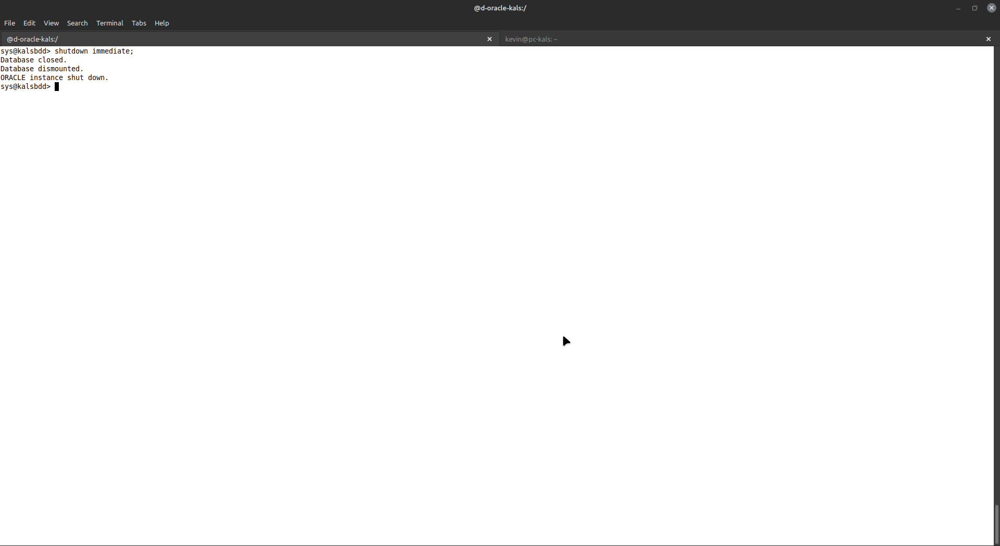 @d-oracle-kals:/
File Edit View Search Terminal Tabs Help
@d-oracle-kals:/ kevin@pc-kals: ~
sys@kalsbdd> shutdown immediate;
Database closed.
Database dismounted.
ORACLE instance shut down.
sys@kalsbdd>